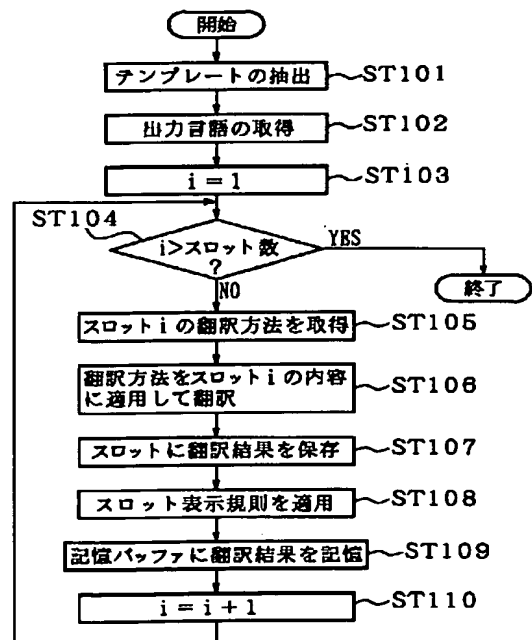 開始
テンプレートの抽出 ST101
出力言語の取得 ST102
i=1 ST103
ST104
i>スロット数 YES
?
NO
終了
スロットiの翻訳方法を取得 ST105
翻訳方法をスロットiの内容 ST106
に適用して翻訳
スロットに翻訳結果を保存 ST107
スロット表示規則を適用 ST108
記憶バッファに翻訳結果を記憶 ST109
i=i+1 ST110